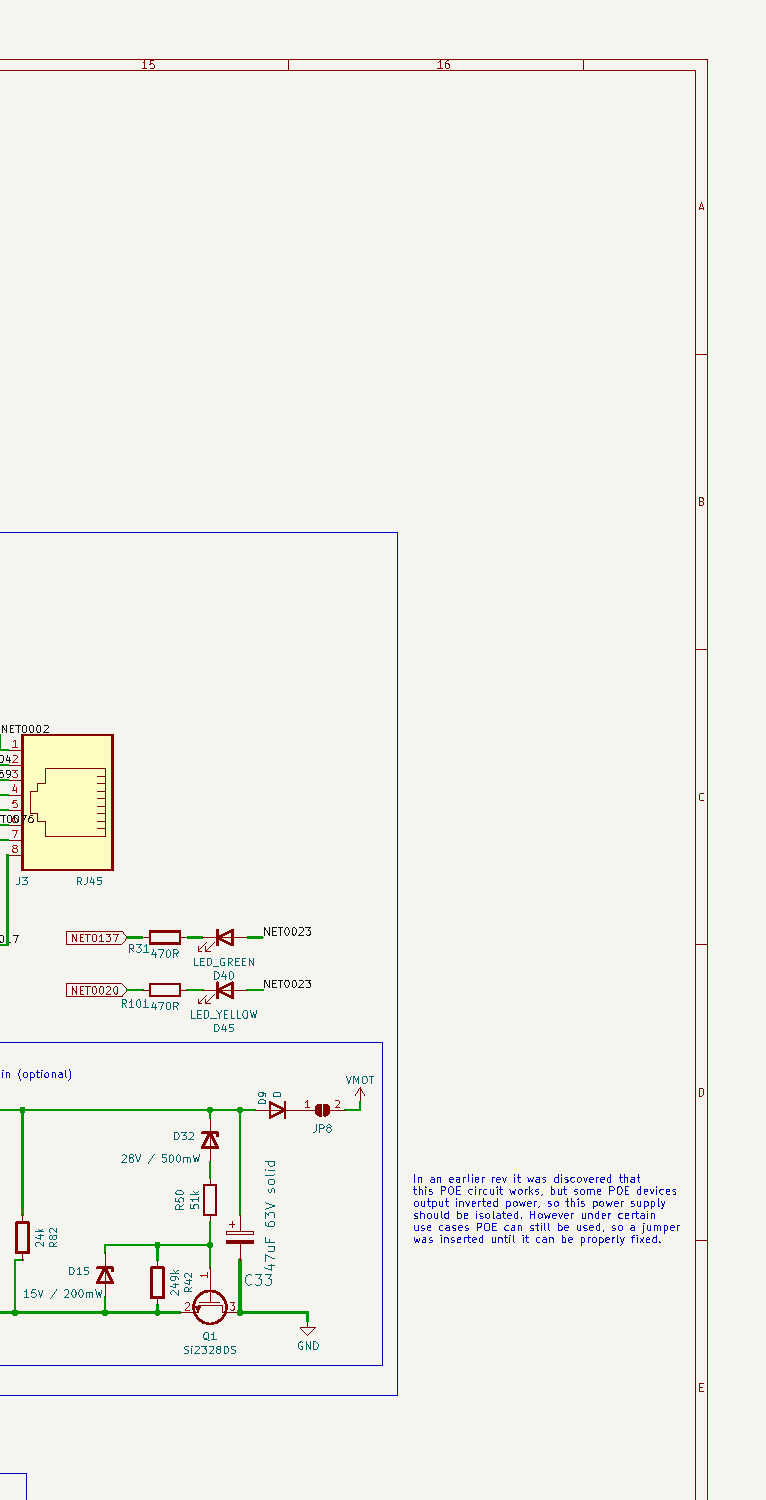 15
16
A
B
NET0002
1
2
3
4
5
7
8
C
J3
RJ45
NET0137
R31
470R
LED_GREEN
D40
NET0023
NET0020
R101
470R
LED_YELLOW
D45
NET0023
in (optional)
D
VMOT
D9
D
1
2
JP8
D32
28V / 500mW
R50
51k
47uF 63V solid
+
C33
24k
R82
D15
15V / 200mW
249k
R42
1
2
3
Q1
Si2328DS
GND
In an earlier rev it was discovered that
this POE circuit works, but some POE devices
output inverted power, so this power supply
should be isolated. However under certain
use cases POE can still be used, so a jumper
was inserted until it can be properly fixed.
E